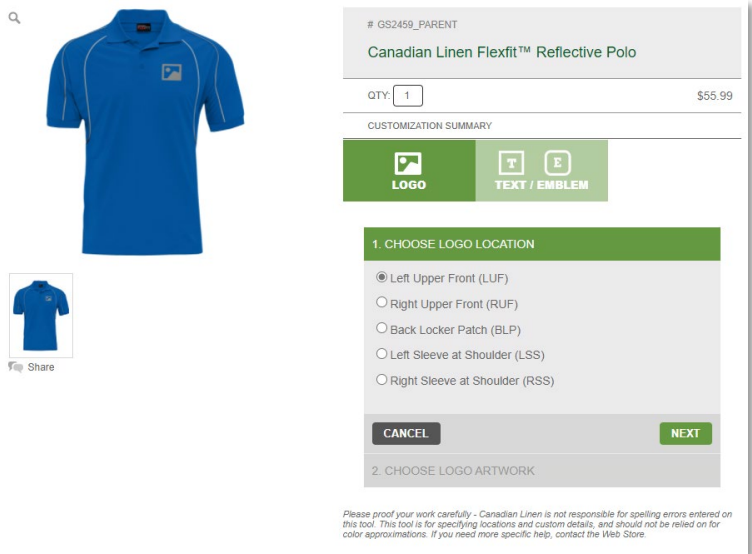 # GS2459_PARENT
Canadian Linen Flexfit™ Reflective Polo
QTY: 1 $55.99
CUSTOMIZATION SUMMARY
LOGO
T E
TEXT / EMBLEM
1. CHOOSE LOGO LOCATION
Left Upper Front (LUF)
Right Upper Front (RUF)
Back Locker Patch (BLP)
Left Sleeve at Shoulder (LSS)
Right Sleeve at Shoulder (RSS)
CANCEL NEXT
2. CHOOSE LOGO ARTWORK
Share
Please proof your work carefully - Canadian Linen is not responsible for spelling errors entered on
this tool. This tool is for specifying locations and custom details, and should not be relied on for
color approximations. If you need more specific help, contact the Web Store.